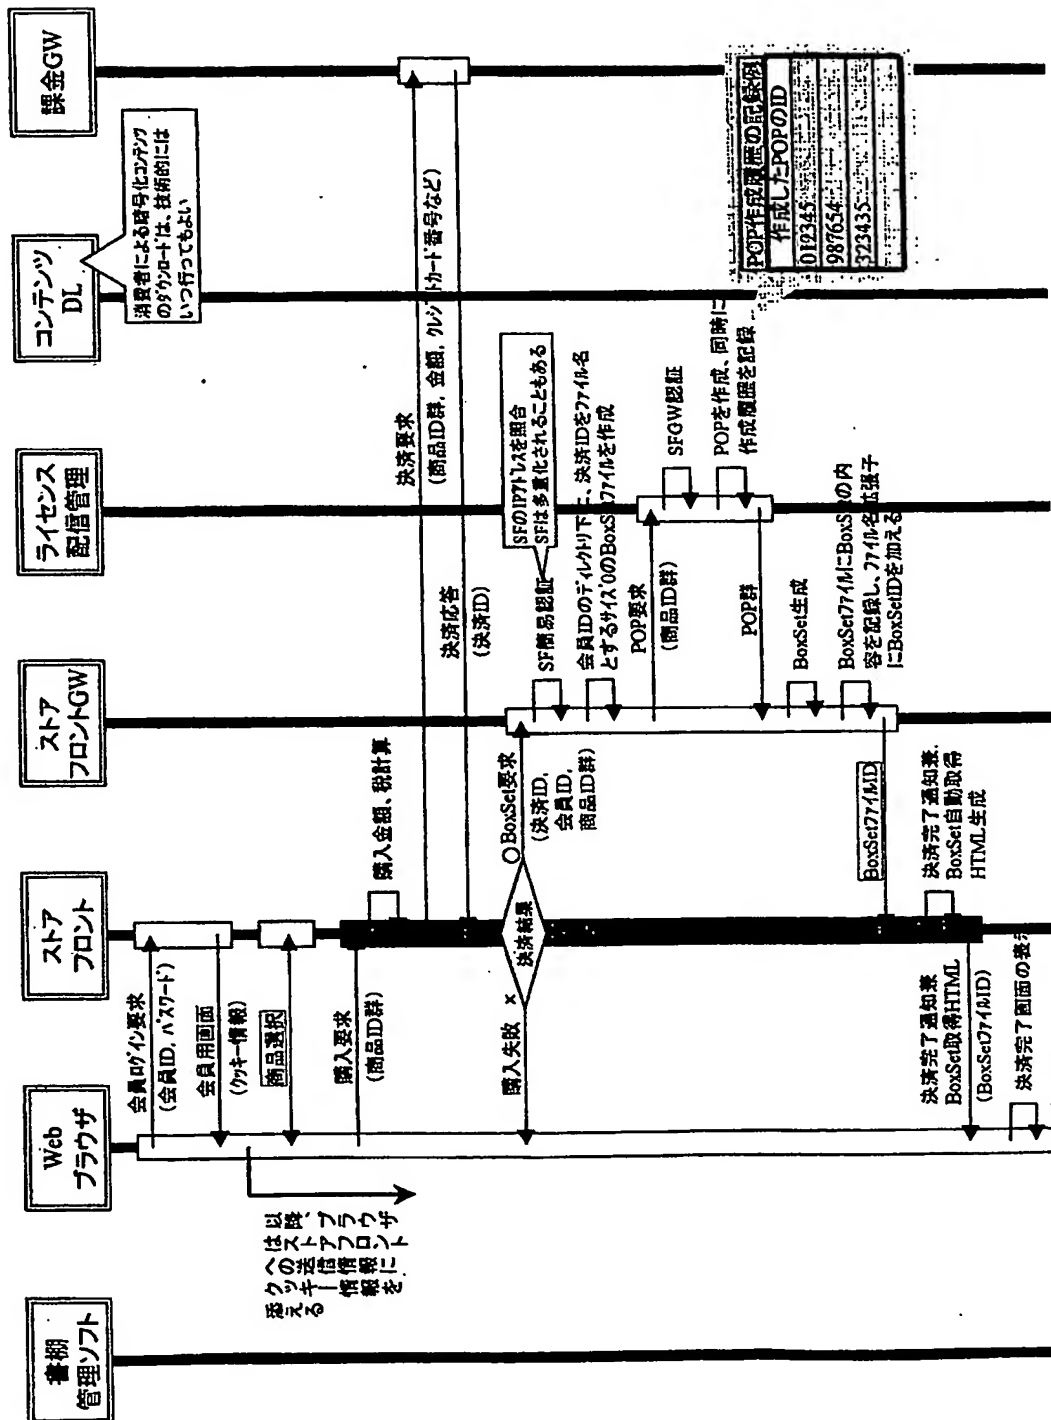 書棚
管理ソフト
Web
ブラウザ
ストア
フロント
ストア
フロントGW
ライセンス
配信管理
コンテンツ
DL
課金GW
消費者による暗号化コンテンツ
のダウンロードは、技術的には
いつ行ってもよい
会員ログイン要求
(会員ID, パスワード)
会員用画面
(クッキー情報)
以降、ブラウザ
はストアフロント
への送信情報に
クッキー情報を
添える
商品選択
購入要求
(商品ID群)
購入金額、税計算
決済要求
(商品ID群, 金額, クレジットカード番号など)
決済応答
(決済ID)
決済結果
購入失敗
×
○
BoxSet要求
(決済ID,
会員ID,
商品ID群)
SFのIPアドレスを照合
SFは多重化されることもある
SF簡易認証
会員IDのディレクトリ下に、決済IDをファイル名
とするサイズ0のBoxSetファイルを作成
POP要求
(商品ID群)
SFGW認証
POPを作成、同時に
作成履歴を記録
POP作成履歴の記録例
作成したPOPのID
012345
987654
323435
POP群
BoxSet生成
BoxSetファイルにBoxSetの内
容を記録し、ファイル名拡張子
にBoxSetIDを加える
BoxSetファイルID
決済完了通知兼
BoxSet自動取得
HTML生成
決済完了通知兼
BoxSet取得HTML
(BoxSetファイルID)
決済完了画面の表示